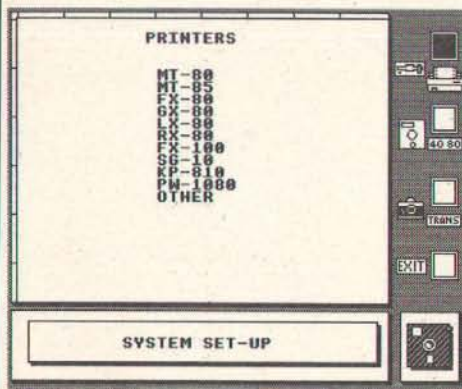 PRINTERS
MT-80
MT-85
FX-80
GX-80
LX-80
RX-80
FX-100
SG-10
KP-810
PW-1080
OTHER
40 80
TRANS
EXIT
SYSTEM SET-UP